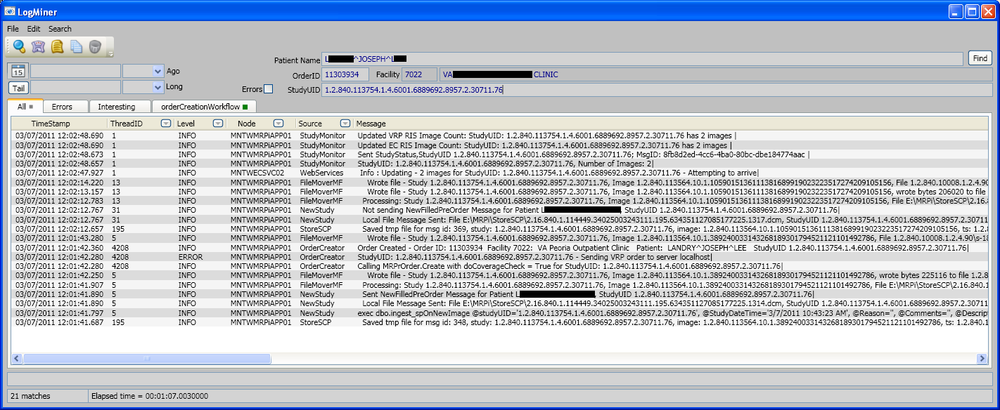 LogMiner
File Edit Search
Patient Name L ^JOSEPH^L
Find
15 Ago
OrderID 11303934 Facility 7022 VA CLINIC
Tail Long
Errors StudyUID 1.2.840.113754.1.4.6001.6889692.8957.2.30711.76
All Errors Interesting orderCreationWorkflow
TimeStamp ThreadID Level Node Source Message
03/07/2011 12:02:48.690 1 INFO MNTWMRPiAPP01 StudyMonitor Updated VRP RIS Image Count: StudyUID: 1.2.840.113754.1.4.6001.6889692.8957.2.30711.76 has 2 images |
03/07/2011 12:02:48.690 1 INFO MNTWMRPiAPP01 StudyMonitor Updated EC RIS Image Count: StudyUID: 1.2.840.113754.1.4.6001.6889692.8957.2.30711.76 has 2 images |
03/07/2011 12:02:48.673 1 INFO MNTWMRPiAPP01 StudyMonitor Sent StudyStatus,StudyUID 1.2.840.113754.1.4.6001.6889692.8957.2.30711.76; MsgID: 8fb8d2ed-4cc6-4ba0-80bc-dbe184774aac |
03/07/2011 12:02:48.657 1 INFO MNTWMRPiAPP01 StudyMonitor StudyUID: 1.2.840.113754.1.4.6001.6889692.8957.2.30711.76, Number of Images: 2|
03/07/2011 12:02:47.927 1 INFO MNTWECSVC02 WebServices Info : Updating - 2 images for StudyUID: 1.2.840.113754.1.4.6001.6889692.8957.2.30711.76 - Attempting to arrive|
03/07/2011 12:02:14.220 13 INFO MNTWMRPiAPP01 FileMoverMF Wrote file - Study 1.2.840.113754.1.4.6001.6889692.8957.2.30711.76, Image 1.2.840.113564.10.1.105901513611138168991902322351727420910​5156, File 1.2.840.10008.1.2.4.90
03/07/2011 12:02:13.157 13 INFO MNTWMRPiAPP01 FileMoverMF Wrote file - Study 1.2.840.113754.1.4.6001.6889692.8957.2.30711.76, Image 1.2.840.113564.10.1.105901513611138168991902322351727420​9105156, wrote bytes 206020 to file
03/07/2011 12:02:12.783 13 INFO MNTWMRPiAPP01 FileMoverMF Processing: Study 1.2.840.113754.1.4.6001.6889692.8957.2.30711.76, Image 1.2.840.113564.10.1.105901513611138168991902322351727420​9105156, File E:\MRPi\StoreSCP\2.16.
03/07/2011 12:02:12.767 31 INFO MNTWMRPiAPP01 NewStudy Not sending NewFilledPreOrder Message for Patient L , StudyUID 1.2.840.113754.1.4.6001.6889692.8957.2.30711.76|
03/07/2011 12:02:12.767 31 INFO MNTWMRPiAPP01 NewStudy Local File Message Sent: File E:\MRPi\StoreSCP\2.16.840.1.114449.34025003243111.195.634351127085177225.1317.dcm, StudyUID 1.2.840.113754.1.4.6001.6889692.8957.2.30711
03/07/2011 12:02:12.657 195 INFO MNTWMRPiAPP01 StoreSCP Saved tmp file for msg id: 369, study: 1.2.840.113754.1.4.6001.6889692.8957.2.30711.76, image: 1.2.840.113564.10.1.105901513611138168991902322351727420​9105156, ts: 1.2.
03/07/2011 12:01:43.280 5 INFO MNTWMRPiAPP01 FileMoverMF Wrote file - Study 1.2.840.113754.1.4.6001.6889692.8957.2.30711.76, Image 1.2.840.113564.10.1.38924003314326818930179452112110​1492786, File 1.2.840.10008.1.2.4.90\s-18
03/07/2011 12:01:42.360 4208 INFO MNTWMRPiAPP01 OrderCreator Order Created - Order ID: 11303934 Facility 7022: VA Peoria Outpatient Clinic Patient: LANDRY^JOSEPH^LEE StudyUID 1.2.840.113754.1.4.6001.6889692.8957.2.30711.76|
03/07/2011 12:01:42.280 4208 ERROR MNTWMRPiAPP01 OrderCreator StudyUID: 1.2.840.113754.1.4.6001.6889692.8957.2.30711.76 - Sending VRP order to server localhost|
03/07/2011 12:01:42.280 4208 INFO MNTWMRPiAPP01 OrderCreator Calling MRPrOrder.Create with doCoverageCheck = True for StudyUID: 1.2.840.113754.1.4.6001.6889692.8957.2.30711.76|
03/07/2011 12:01:42.250 5 INFO MNTWMRPiAPP01 FileMoverMF Wrote file - Study 1.2.840.113754.1.4.6001.6889692.8957.2.30711.76, Image 1.2.840.113564.10.1.38924003314326818930179452112110​1492786, wrote bytes 225116 to file 1.2.8
03/07/2011 12:01:41.907 5 INFO MNTWMRPiAPP01 FileMoverMF Processing: Study 1.2.840.113754.1.4.6001.6889692.8957.2.30711.76, Image 1.2.840.113564.10.1.38924003314326818930179452112110​1492786, File E:\MRPi\StoreSCP\2.16.840.
03/07/2011 12:01:41.890 5 INFO MNTWMRPiAPP01 NewStudy Sent NewFilledPreOrder Message for Patient L , StudyUID 1.2.840.113754.1.4.6001.6889692.8957.2.30711.76|
03/07/2011 12:01:41.890 5 INFO MNTWMRPiAPP01 NewStudy Local File Message Sent: File E:\MRPi\StoreSCP\2.16.840.1.114449.34025003243111.195.634351127085177225.1314.dcm, StudyUID 1.2.840.113754.1.4.6001.6889692.8957.2.30711
03/07/2011 12:01:41.797 5 INFO MNTWMRPiAPP01 NewStudy exec dbo.ingest_spOnNewImage @studyUID='1.2.840.113754.1.4.6001.6889692.8957.2.30711.76', @StudyDateTime='3/7/2011 10:43:23 AM', @Reason='', @Comments='', @Descript
03/07/2011 12:01:41.687 195 INFO MNTWMRPiAPP01 StoreSCP Saved tmp file for msg id: 348, study: 1.2.840.113754.1.4.6001.6889692.8957.2.30711.76, image: 1.2.840.113564.10.1.38924003314326818930179452112110​1492786, ts: 1.2.840.1
21 matches Elapsed time = 00:01:07.0030000